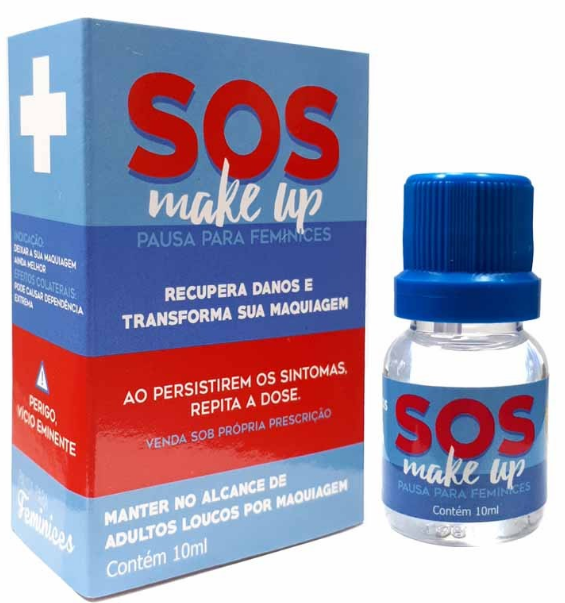 SOS
make up
PAUSA PARA FEMINICES
RECUPERA DANOS E
TRANSFORMA SUA MAQUIAGEM
AO PERSISTIREM OS SINTOMAS,
REPITA A DOSE.
VENDA SOB PRÓPRIA PRESCRIÇÃO
MANTER NO ALCANCE DE
ADULTOS LOUCOS POR MAQUIAGEM
Contém 10ml
INDICAÇÃO:
DEIXAR A SUA MAQUIAGEM
AINDA MELHOR
EFEITOS COLATERAIS:
PODE CAUSAR DEPENDÊNCIA
EXTREMA
PERIGO,
VÍCIO EMINENTE
PAUSA PARA
Feminices
SOS
make up
PAUSA PARA FEMINICES
Contém 10ml